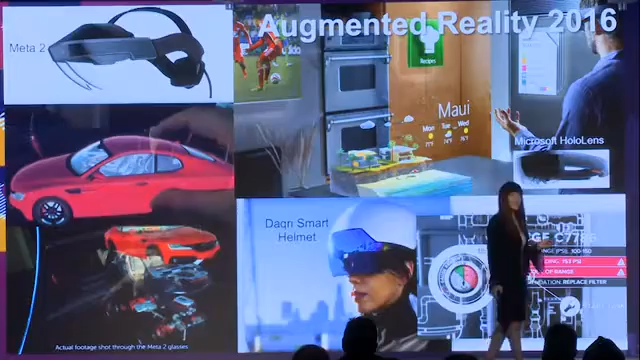 Augmented Reality 2016
Meta 2
Recipes
Maui
Mon Tue Wed
Microsoft HoloLens
Daqri Smart
Helmet
REPLACE FILTER
Actual footage shot through the Meta 2 glasses